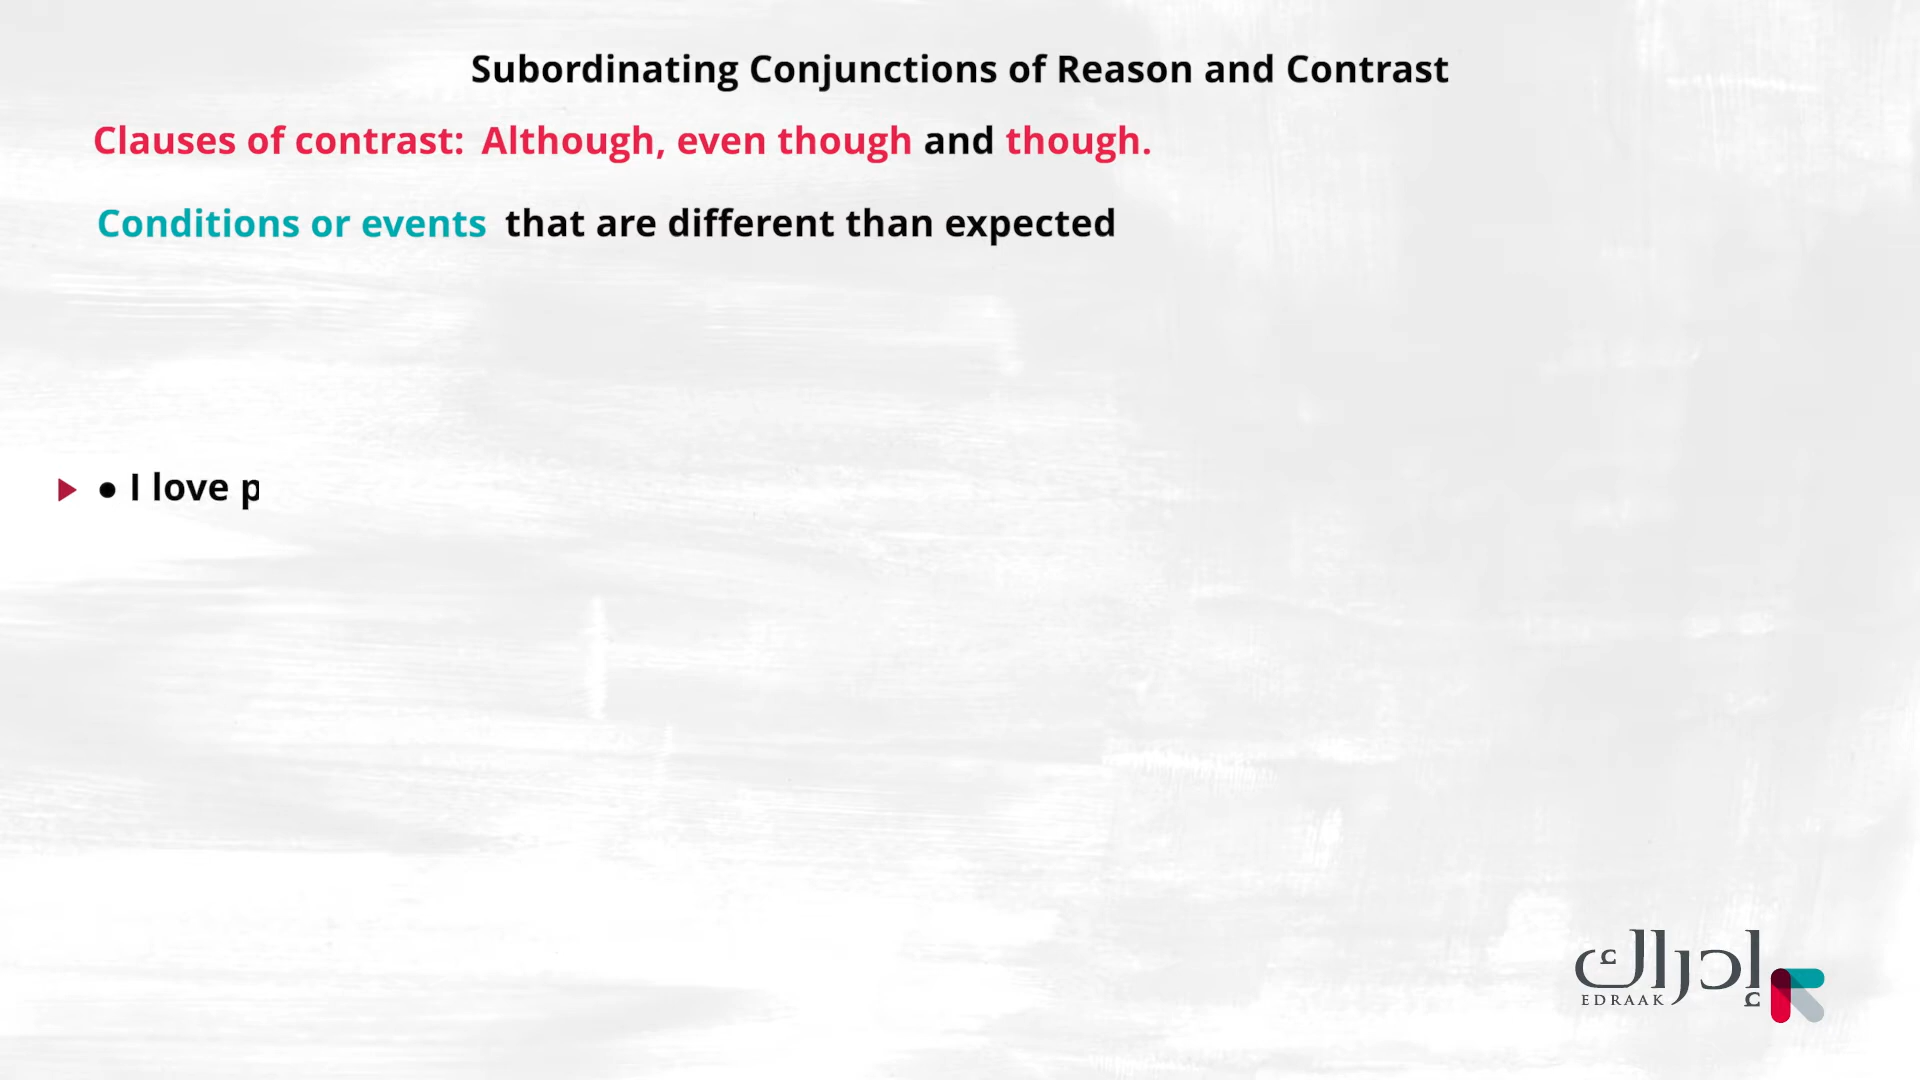 Subordinating Conjunctions of Reason and Contrast
Clauses of contrast: Although, even though and though.
Conditions or events that are different than expected
● I love p
إدراك
EDRAAK